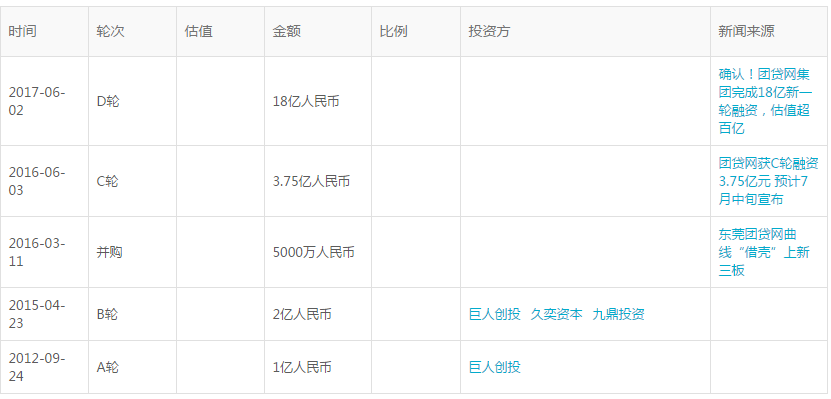 时间 轮次 估值 金额 比例 投资方 新闻来源
2017-06-02 D轮 18亿人民币 确认！团贷网集团完成18亿新一轮融资，估值超百亿
2016-06-03 C轮 3.75亿人民币 团贷网获C轮融资3.75亿元 预计7月中旬宣布
2016-03-11 并购 5000万人民币 东莞团贷网曲线“借壳”上新三板
2015-04-23 B轮 2亿人民币 巨人创投 久奕资本 九鼎投资
2012-09-24 A轮 1亿人民币 巨人创投